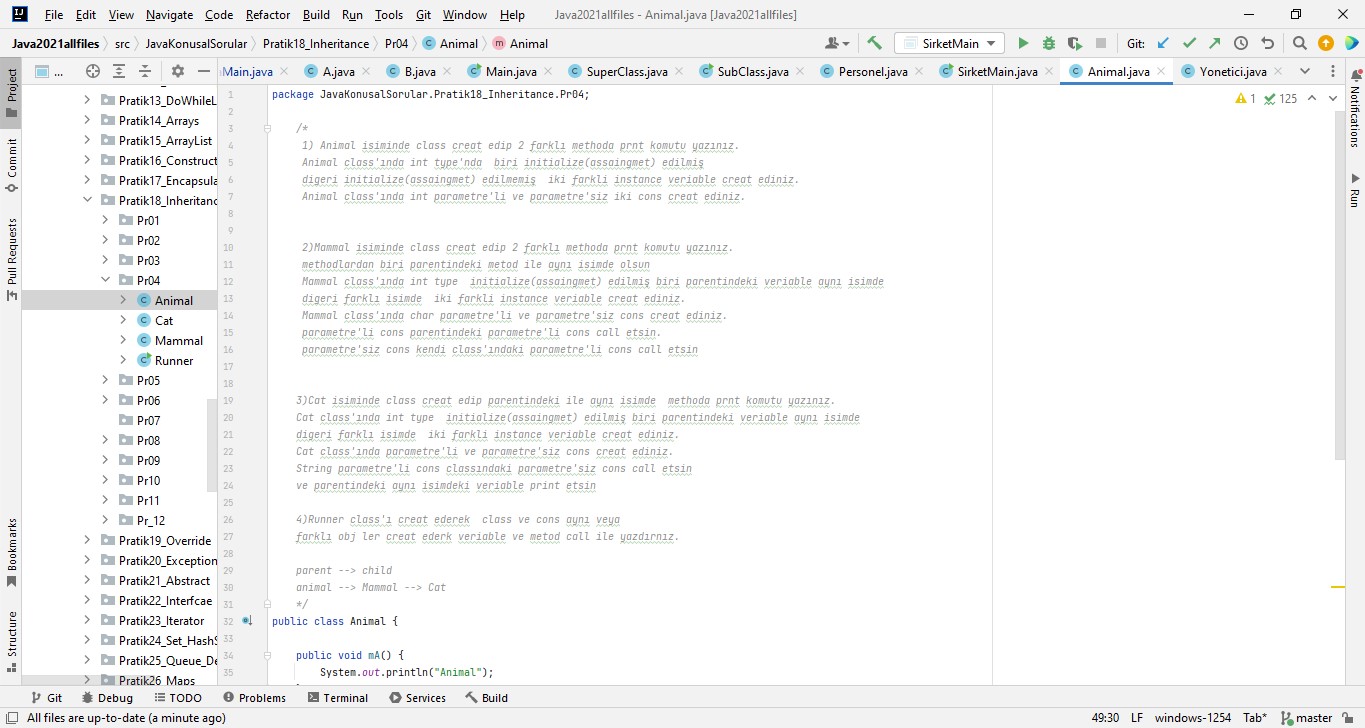 File Edit View Navigate Code Refactor Build Run Tools Git Window Help Java2021allfiles - Animal.java [Java2021allfiles]
Java2021allfiles src JavaKonusalSorular Pratik18_Inheritance Pr04 Animal Animal SirketMain Git:
Project ... Main.java A.java B.java Main.java SuperClass.java SubClass.java Personel.java SirketMain.java Animal.java Yonetici.java
Commit
Pull Requests
Bookmarks
Structure
Pratik13_DoWhileL
Pratik14_Arrays
Pratik15_ArrayList
Pratik16_Construct
Pratik17_Encapsula
Pratik18_Inheritanc
Pr01
Pr02
Pr03
Pr04
Animal
Cat
Mammal
Runner
Pr05
Pr06
Pr07
Pr08
Pr09
Pr10
Pr11
Pr_12
Pratik19_Override
Pratik20_Exception
Pratik21_Abstract
Pratik22_Interfcae
Pratik23_Iterator
Pratik24_Set_HashS
Pratik25_Queue_De
Pratik26_Maps
1 package JavaKonusalSorular.Pratik18_Inheritance.Pr04;
2
3 /*
4 1) Animal isiminde class creat edip 2 farklı methoda prnt komutu yazınız.
5 Animal class'ında int type'nda biri initialize(assaingmet) edilmiş
6 digeri initialize(assaingmet) edilmemiş iki farkli instance veriable creat ediniz.
7 Animal class'ında int parametre'li ve parametre'siz iki cons creat ediniz.
8
9
10 2)Mammal isiminde class creat edip 2 farklı methoda prnt komutu yazınız.
11 methodlardan biri parentindeki metod ile aynı isimde olsun
12 Mammal class'ında int type initialize(assaingmet) edilmiş biri parentindeki veriable aynı isimde
13 digeri farklı isimde iki farkli instance veriable creat ediniz.
14 Mammal class'ında char parametre'li ve parametre'siz cons creat ediniz.
15 parametre'li cons parentindeki parametre'li cons call etsin.
16 parametre'siz cons kendi class'ındaki parametre'li cons call etsin
17
18
19 3)Cat isiminde class creat edip parentindeki ile aynı isimde methoda prnt komutu yazınız.
20 Cat class'ında int type initialize(assaingmet) edilmiş biri parentindeki veriable aynı isimde
21 digeri farklı isimde iki farkli instance veriable creat ediniz.
22 Cat class'ında parametre'li ve parametre'siz cons creat ediniz.
23 String parametre'li cons classındaki parametre'siz cons call etsin
24 ve parentindeki aynı isimdeki veriable print etsin
25
26 4)Runner class'ı creat ederek class ve cons aynı veya
27 farklı obj ler creat ederk veriable ve metod call ile yazdırnız.
28
29 parent --> child
30 animal --> Mammal --> Cat
31 */
32 public class Animal {
33
34 public void mA() {
35 System.out.println("Animal");
1 125
Notifications
Run
Git Debug TODO Problems Terminal Services Build
All files are up-to-date (a minute ago) 49:30 LF windows-1254 Tab* master